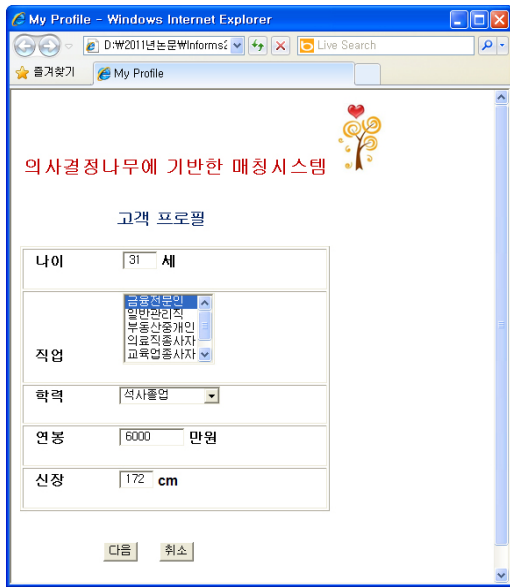 My Profile - Windows Internet Explorer
D:₩2011년논문₩Informs
Live Search
즐겨찾기 My Profile
의사결정나무에 기반한 매칭시스템
고객 프로필
나이 31 세
금융전문인
일반관리직
부동산중개인
의료직종사자
교육업종사자
직업
학력 석사졸업
연봉 6000 만원
신장 172 cm
다음 취소